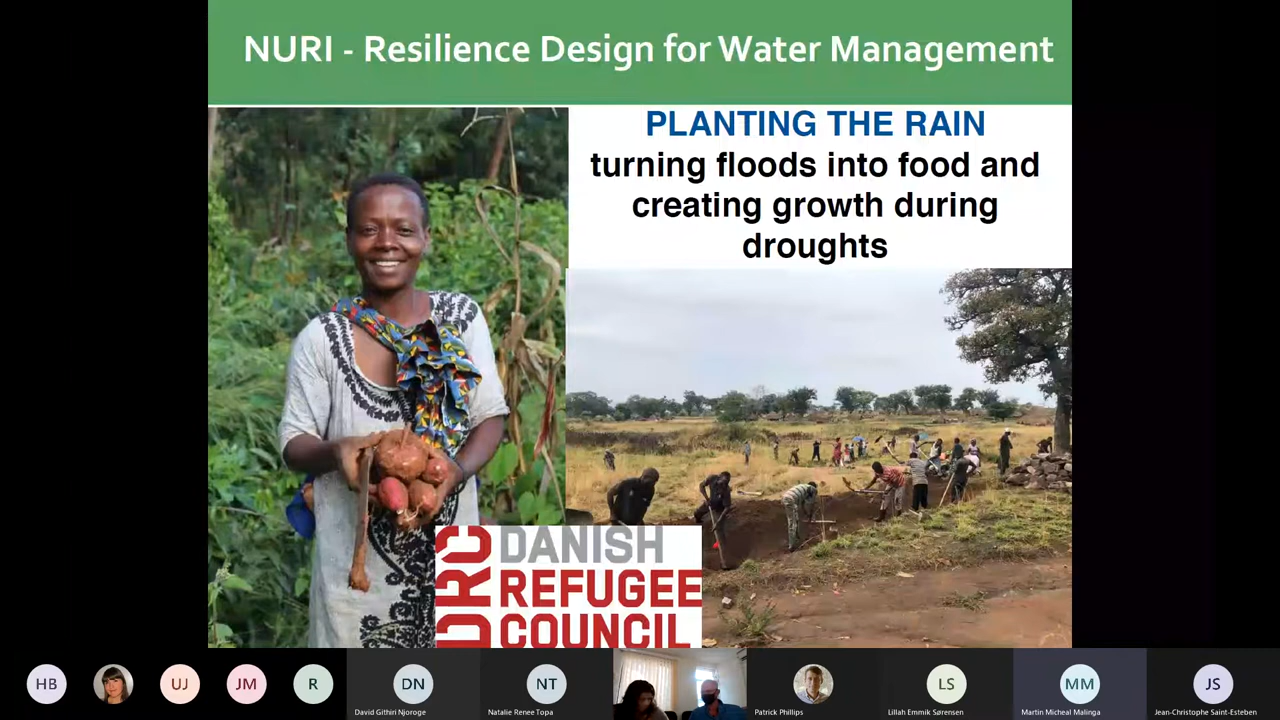 NURI - Resilience Design for Water Management
PLANTING THE RAIN
turning floods into food and
creating growth during
droughts
DRC
DANISH
REFUGEE
COUNCIL
HB
UJ
JM
R
DN
NT
LS
MM
JS
David Githiri Njoroge
Natalie Renee Topa
Patrick Phillips
Lillah Emmik Sørensen
Martin Micheal Malinga
Jean-Christophe Saint-Esteben